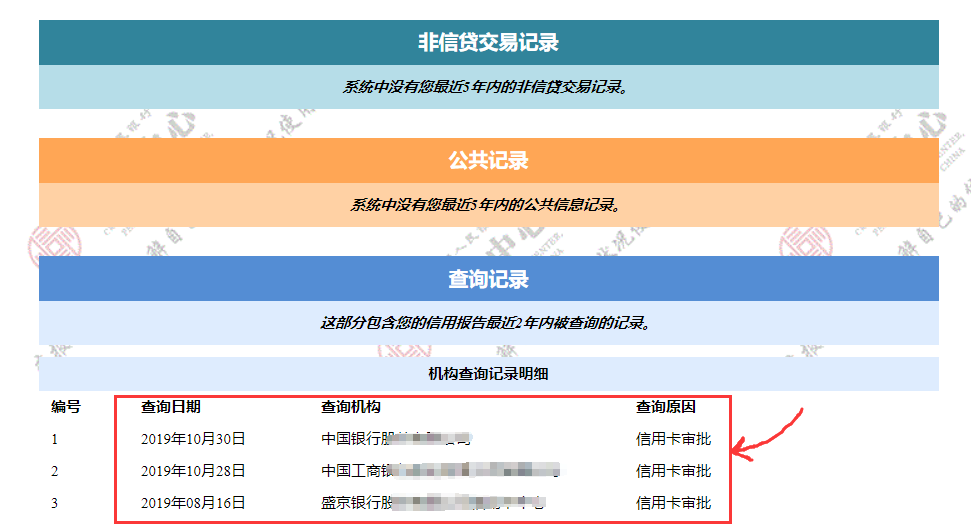 非信贷交易记录
系统中没有您最近5年内的非信贷交易记录。
公共记录
系统中没有您最近5年内的公共信息记录。
查询记录
这部分包含您的信用报告最近2年内被查询的记录。
机构查询记录明细
编号 查询日期 查询机构 查询原因
1 2019年10月30日 中国银行股 信用卡审批
2 2019年10月28日 中国工商银 信用卡审批
3 2019年08月16日 盛京银行股 信用卡审批